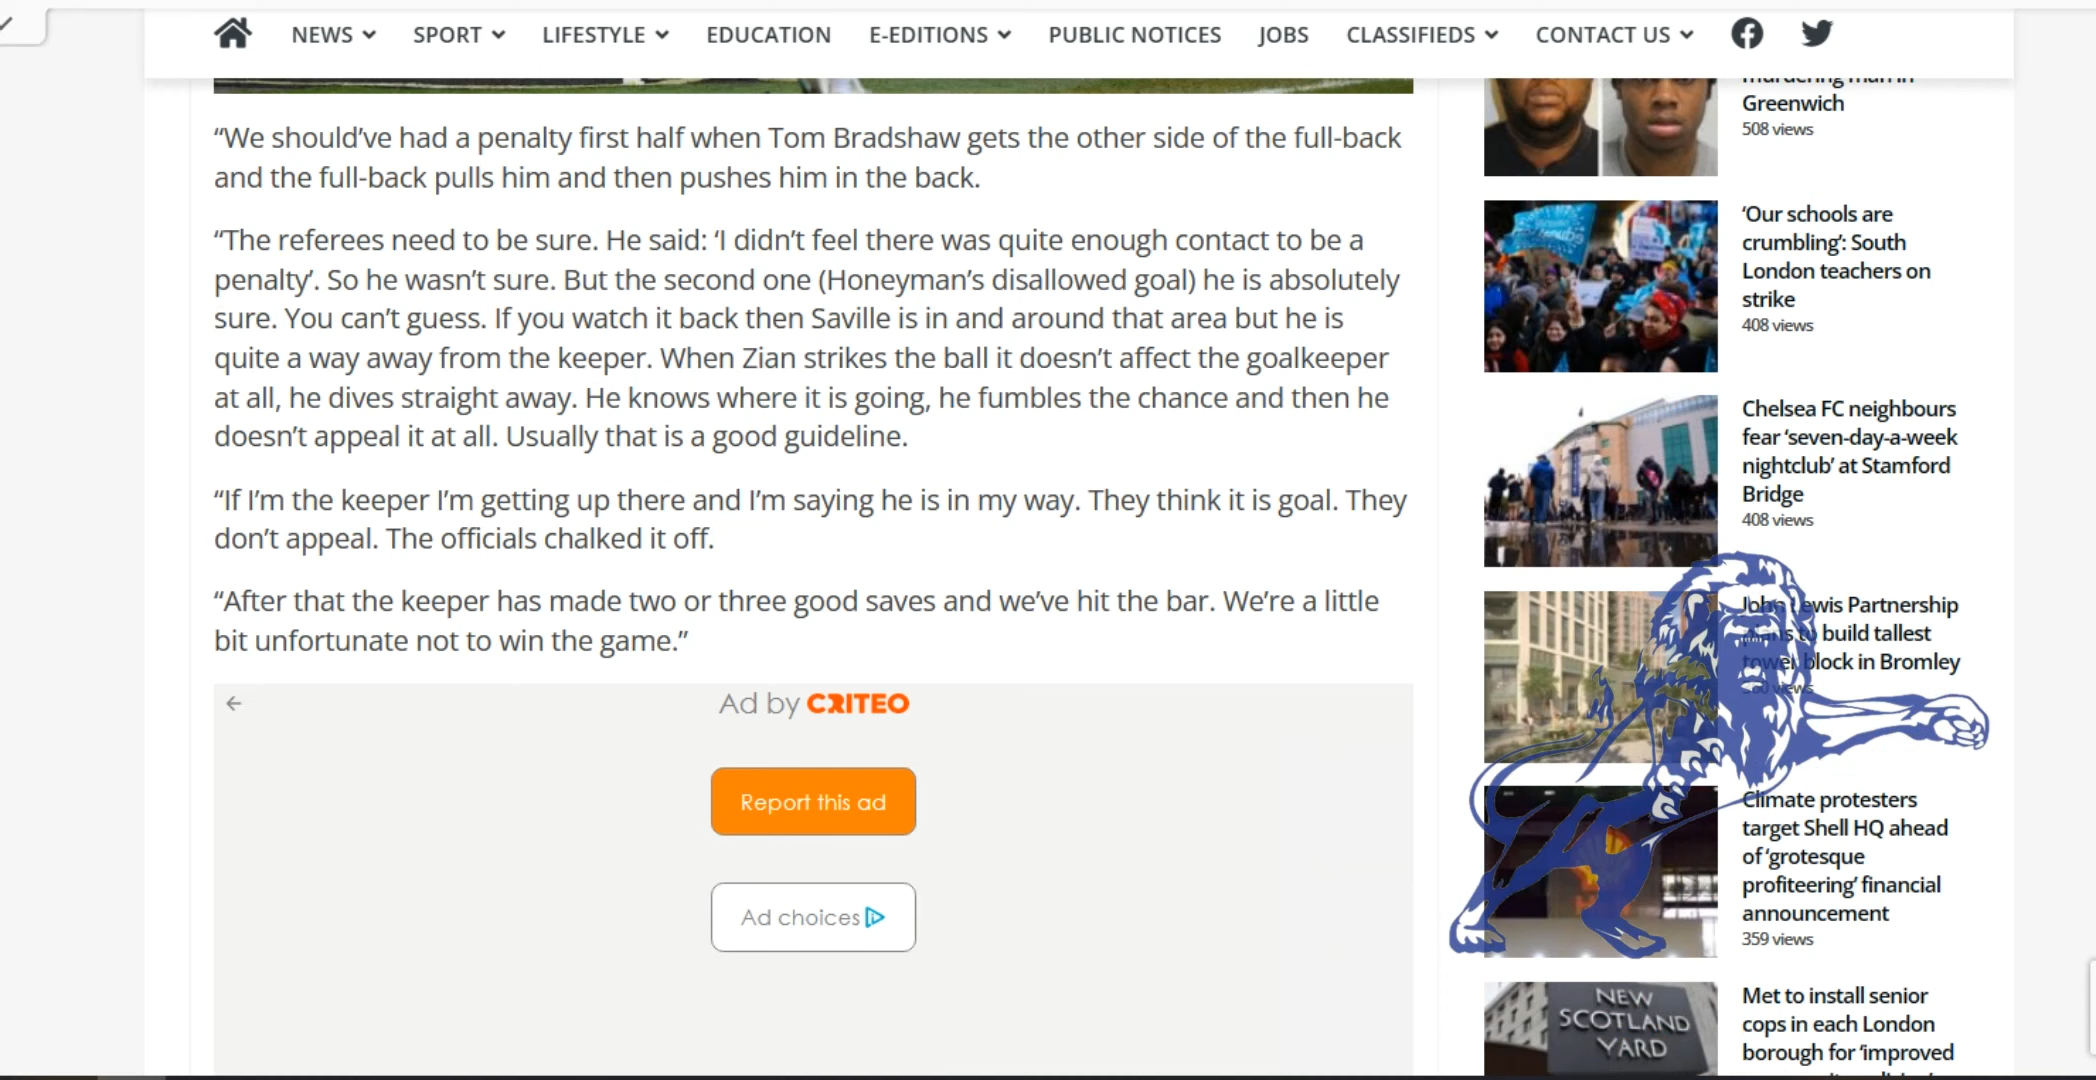 NEWS SPORT LIFESTYLE EDUCATION E-EDITIONS PUBLIC NOTICES JOBS CLASSIFIEDS CONTACT US
“We should’ve had a penalty first half when Tom Bradshaw gets the other side of the full-back
and the full-back pulls him and then pushes him in the back.
“The referees need to be sure. He said: ‘I didn’t feel there was quite enough contact to be a
penalty’. So he wasn’t sure. But the second one (Honeyman’s disallowed goal) he is absolutely
sure. You can’t guess. If you watch it back then Saville is in and around that area but he is
quite a way away from the keeper. When Zian strikes the ball it doesn’t affect the goalkeeper
at all, he dives straight away. He knows where it is going, he fumbles the chance and then he
doesn’t appeal it at all. Usually that is a good guideline.
“If I’m the keeper I’m getting up there and I’m saying he is in my way. They think it is goal. They
don’t appeal. The officials chalked it off.
“After that the keeper has made two or three good saves and we’ve hit the bar. We’re a little
bit unfortunate not to win the game.”
Ad by CRITEO
Report this ad
Ad choices
murdering man in
Greenwich
508 views
‘Our schools are
crumbling’: South
London teachers on
strike
408 views
Chelsea FC neighbours
fear ‘seven-day-a-week
nightclub’ at Stamford
Bridge
408 views
John Lewis Partnership
plans to build tallest
tower block in Bromley
views
Climate protesters
target Shell HQ ahead
of ‘grotesque
profiteering’ financial
announcement
359 views
NEW
SCOTLAND
YARD
Met to install senior
cops in each London
borough for ‘improved